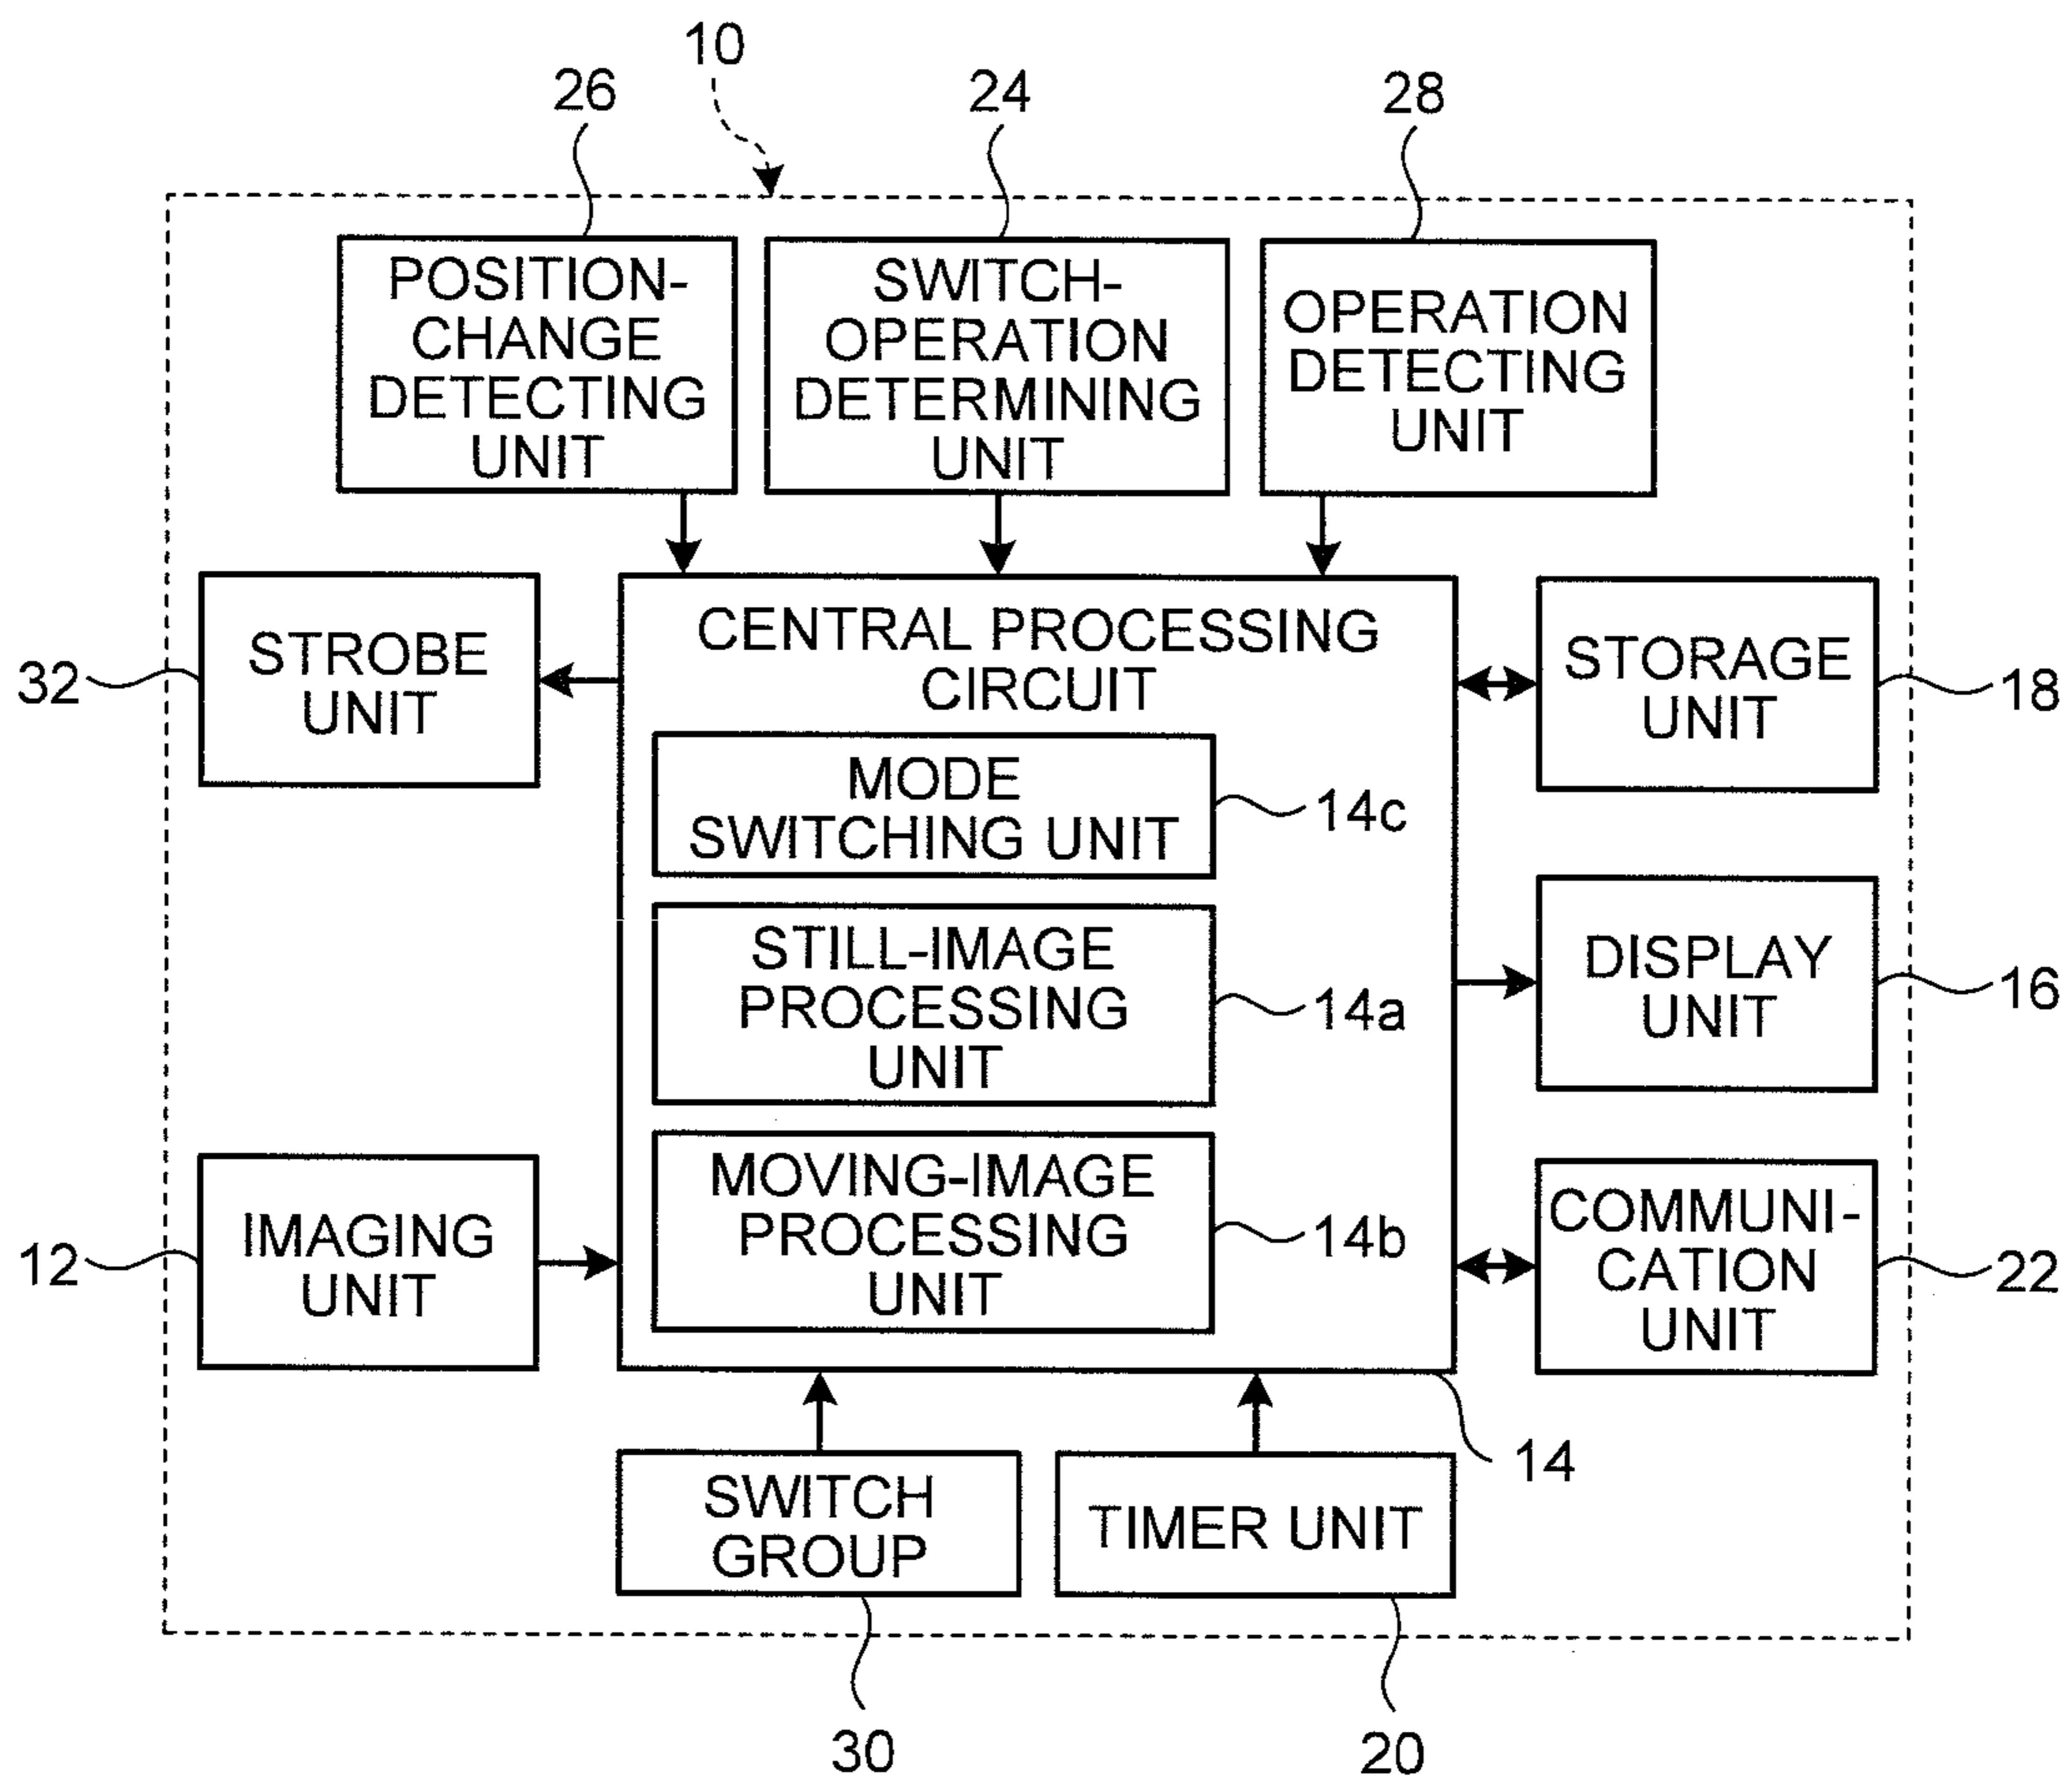 10
26
24
28
POSITION-
CHANGE
DETECTING
UNIT
SWITCH-
OPERATION
DETERMINING
UNIT
OPERATION
DETECTING
UNIT
32
STROBE
UNIT
CENTRAL PROCESSING
CIRCUIT
STORAGE
UNIT
18
MODE
SWITCHING UNIT
14c
STILL-IMAGE
PROCESSING
UNIT
14a
DISPLAY
UNIT
16
12
IMAGING
UNIT
MOVING-IMAGE
PROCESSING
UNIT
14b
COMMUNI-
CATION
UNIT
22
14
SWITCH
GROUP
TIMER UNIT
30
20